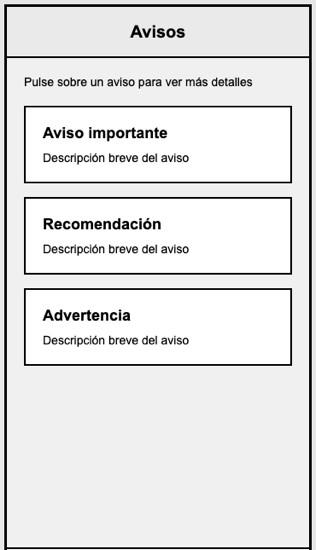 Avisos
Pulse sobre un aviso para ver más detalles
Aviso importante
Descripción breve del aviso
Recomendación
Descripción breve del aviso
Advertencia
Descripción breve del aviso